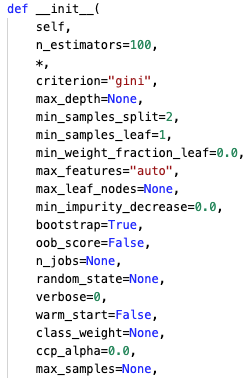 def __init__(
    self,
    n_estimators=100,
    *,
    criterion="gini",
    max_depth=None,
    min_samples_split=2,
    min_samples_leaf=1,
    min_weight_fraction_leaf=0.0,
    max_features="auto",
    max_leaf_nodes=None,
    min_impurity_decrease=0.0,
    bootstrap=True,
    oob_score=False,
    n_jobs=None,
    random_state=None,
    verbose=0,
    warm_start=False,
    class_weight=None,
    ccp_alpha=0.0,
    max_samples=None,